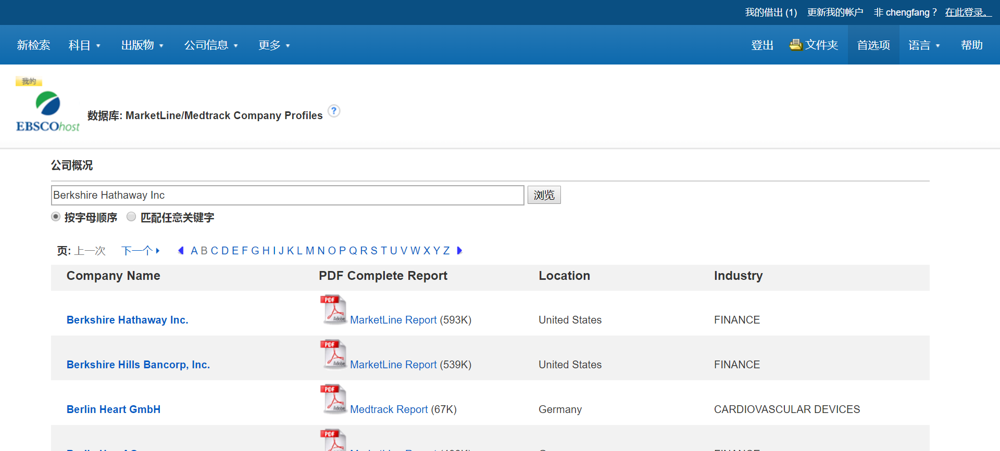 我的借出 (1) 更新我的帐户 非 chengfang？ 在此登录。
新检索 科目 出版物 公司信息 更多 登出 文件夹 首选项 语言 帮助
我的
EBSCOhost
数据库: MarketLine/Medtrack Company Profiles ?
公司概况
Berkshire Hathaway Inc 浏览
按字母顺序 匹配任意关键字
页: 上一次 下一个 A B C D E F G H I J K L M N O P Q R S T U V W X Y Z
Company Name PDF Complete Report Location Industry
Berkshire Hathaway Inc. PDF Adobe MarketLine Report (593K) United States FINANCE
Berkshire Hills Bancorp, Inc. PDF Adobe MarketLine Report (539K) United States FINANCE
Berlin Heart GmbH PDF Adobe Medtrack Report (67K) Germany CARDIOVASCULAR DEVICES
PDF